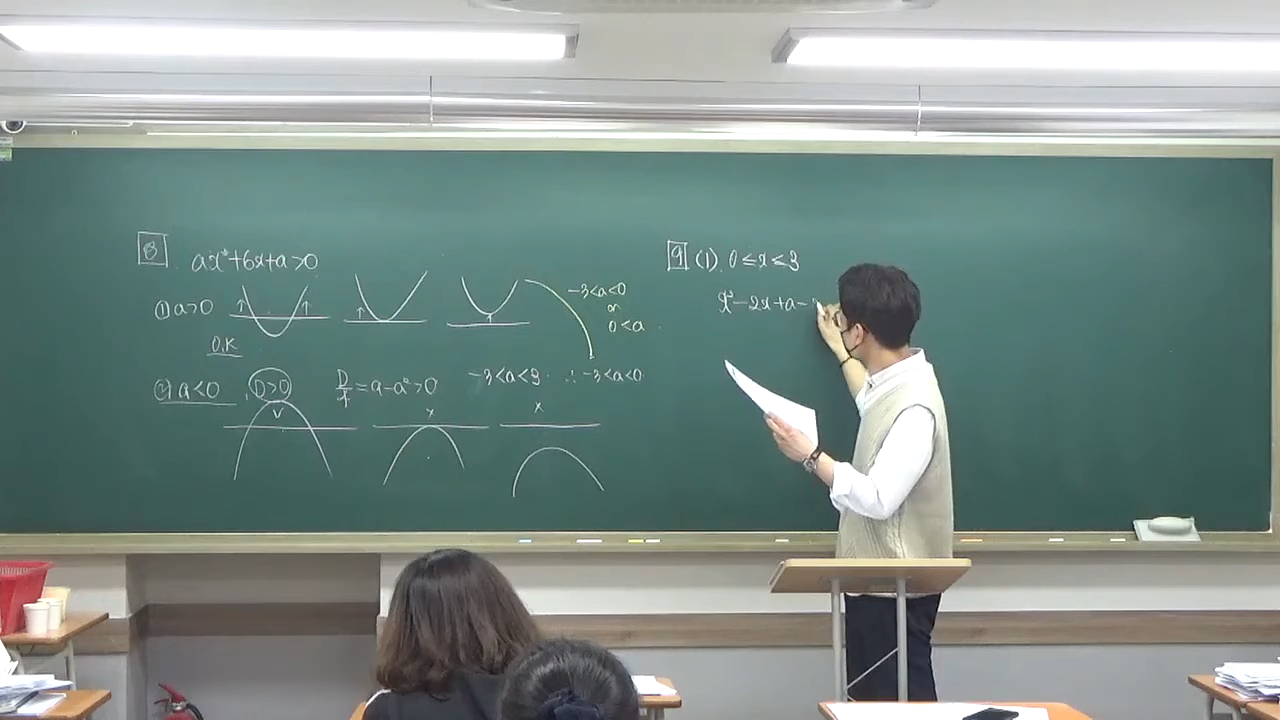 8 ax²+6x+a>0
① a>0
O.K
-3<a<0
or
0<a
② a<0, D>0 D/4=9-a²>0 -3<a<3 ∴ -3<a<0
V x x
9 (1). 0≤x≤3
x²-2x+a-